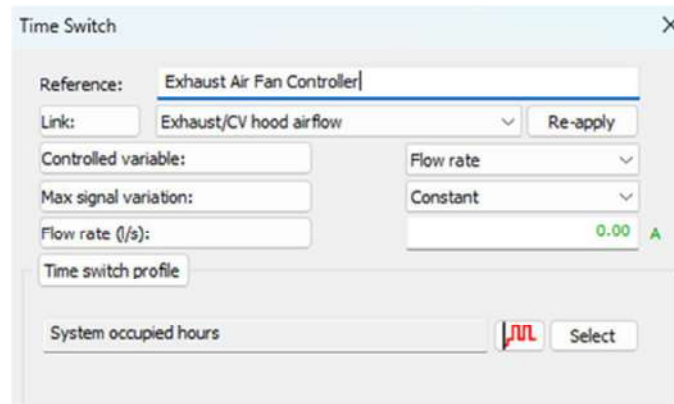 Time Switch
Reference: Exhaust Air Fan Controller
Link: Exhaust/CV hood airflow Re-apply
Controlled variable: Flow rate
Max signal variation: Constant
Flow rate (l/s): 0.00 A
Time switch profile
System occupied hours Select